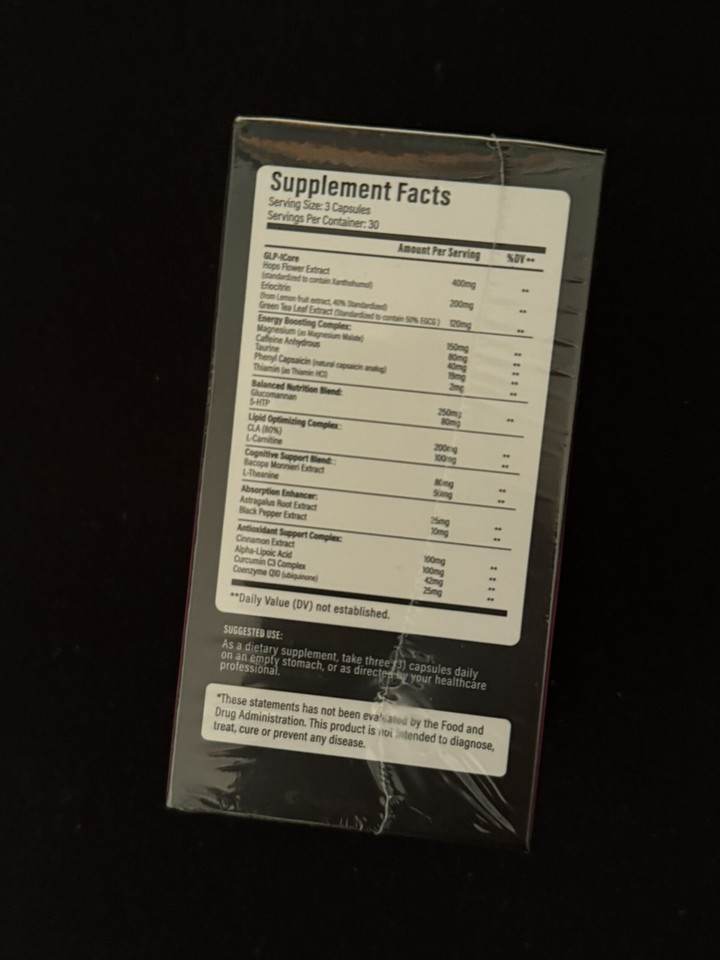 Supplement Facts
Serving Size: 3 Capsules
Servings Per Container: 30
Amount Per Serving %DV**
GLP-1Core
Hops Flower Extract 400mg **
(standardized to contain Xanthohumol)
Eriocitrin 200mg **
(from Lemon fruit extract, 40% Standardized)
Green Tea Leaf Extract (Standardized to contain 50% EGCG) 120mg **
Energy Boosting Complex:
Magnesium (as Magnesium Malate) 150mg **
Caffeine Anhydrous 80mg **
Taurine 40mg **
Phenyl Capsaicin (natural capsaicin analog) 19mg **
Thiamin (as Thiamin HCl) 2mg **
Balanced Nutrition Blend:
Glucomannan 250mg **
5-HTP 80mg
Lipid Optimizing Complex:
CLA (80%) 200mg **
L-Carnitine 100mg **
Cognitive Support Blend:
Bacopa Monnieri Extract 80mg **
L-Theanine 50mg **
Absorption Enhancer:
Astragalus Root Extract 25mg **
Black Pepper Extract 10mg **
Antioxidant Support Complex:
Cinnamon Extract 100mg **
Alpha-Lipoic Acid 100mg **
Curcumin C3 Complex 42mg **
Coenzyme Q10 (ubiquinone) 25mg **
**Daily Value (DV) not established.
SUGGESTED USE:
As a dietary supplement, take three (3) capsules daily
on an empty stomach, or as directed by your healthcare
professional.
*These statements has not been evaluated by the Food and
Drug Administration. This product is not intended to diagnose,
treat, cure or prevent any disease.